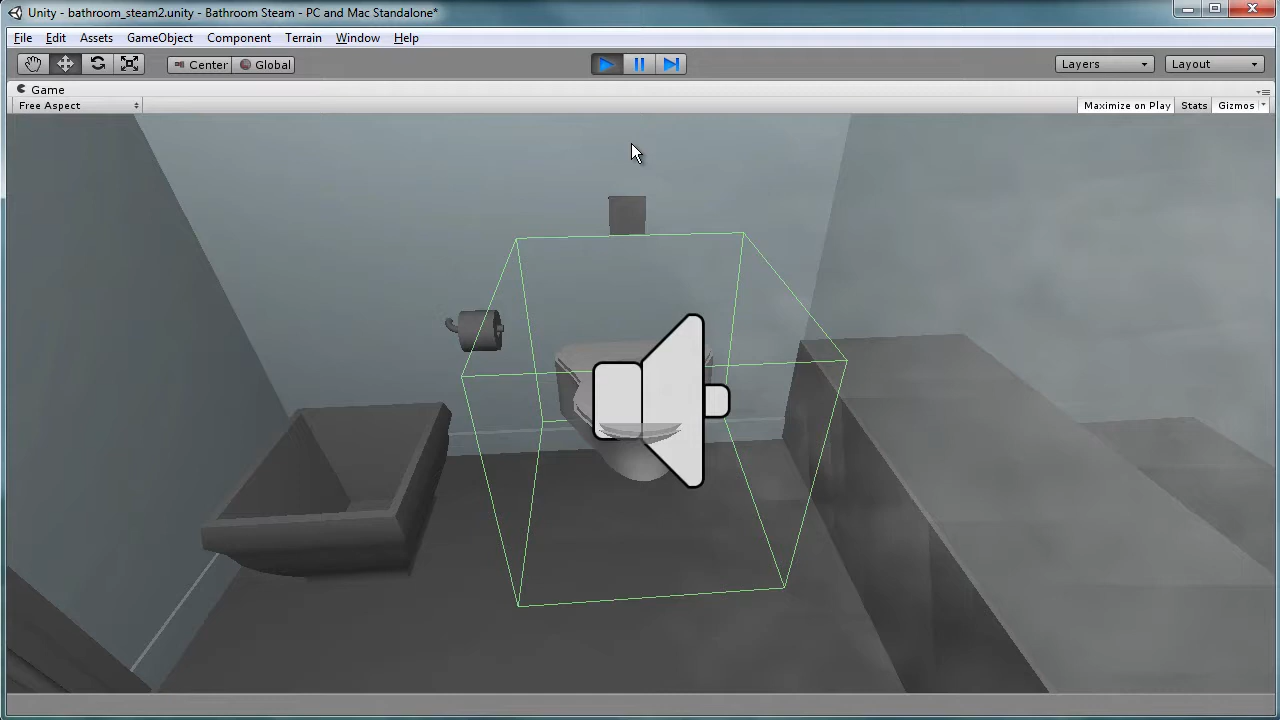 Unity - bathroom_steam2.unity - Bathroom Steam - PC and Mac Standalone*
File Edit Assets GameObject Component Terrain Window Help
Center Global Layers Layout
Game
Free Aspect Maximize on Play Stats Gizmos